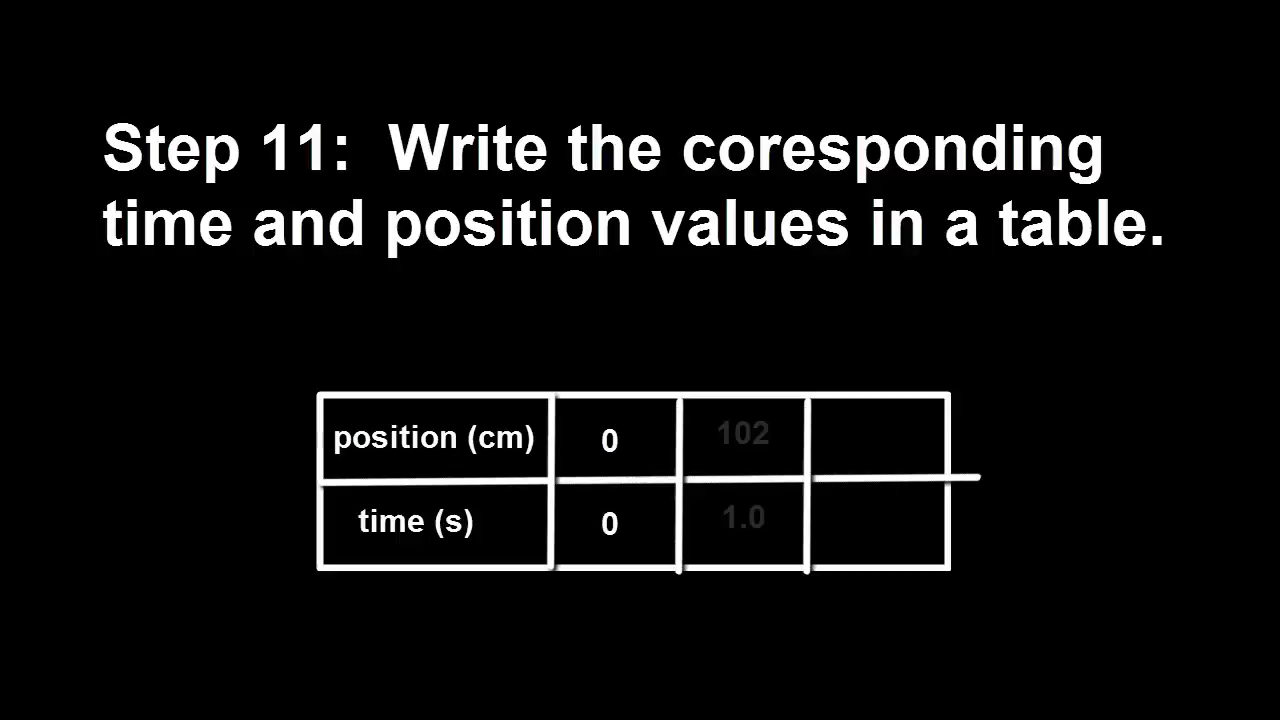 Step 11:  Write the coresponding
time and position values in a table.
position (cm) 0 102
time (s) 0 1.0